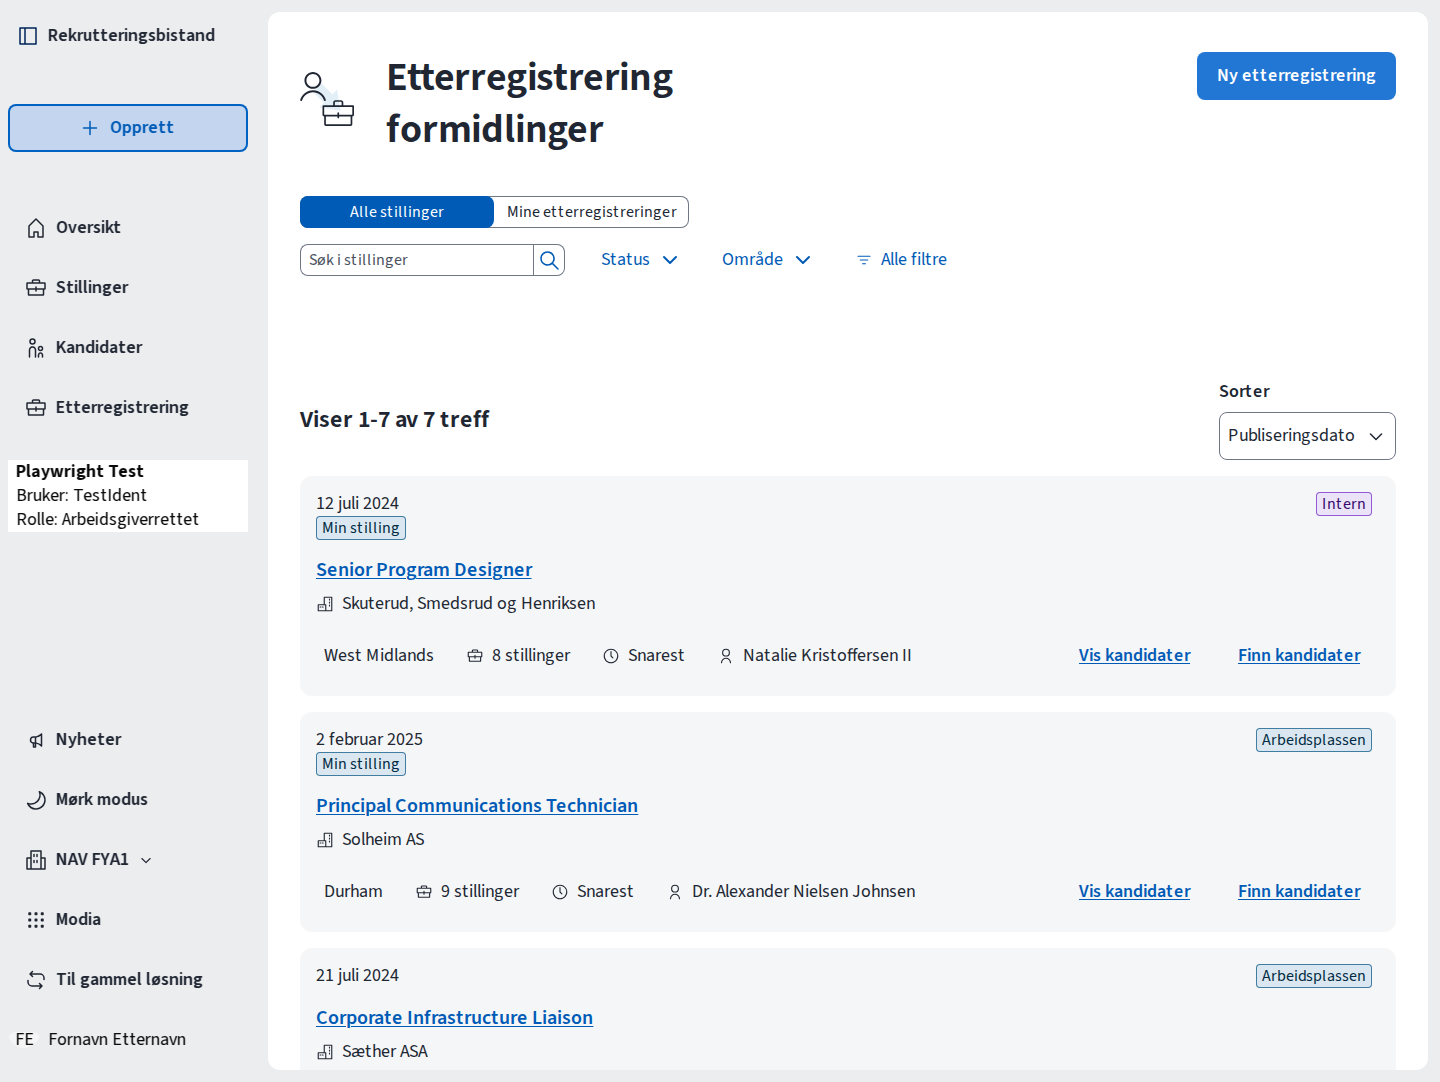 Rekrutteringsbistand
Opprett
Oversikt
Stillinger
Kandidater
Etterregistrering
Playwright Test
Bruker: TestIdent
Rolle: Arbeidsgiverrettet
Nyheter
Mørk modus
NAV FYA1
Modia
Til gammel løsning
FE Fornavn Etternavn
Etterregistrering
formidlinger
Ny etterregistrering
Alle stillinger
Mine etterregistreringer
Søk i stillinger
Status
Område
Alle filtre
Viser 1-7 av 7 treff
Sorter
Publiseringsdato
12 juli 2024
Intern
Min stilling
Senior Program Designer
Skuterud, Smedsrud og Henriksen
West Midlands 8 stillinger Snarest Natalie Kristoffersen II Vis kandidater Finn kandidater
2 februar 2025
Arbeidsplassen
Min stilling
Principal Communications Technician
Solheim AS
Durham 9 stillinger Snarest Dr. Alexander Nielsen Johnsen Vis kandidater Finn kandidater
21 juli 2024
Arbeidsplassen
Corporate Infrastructure Liaison
Sæther ASA